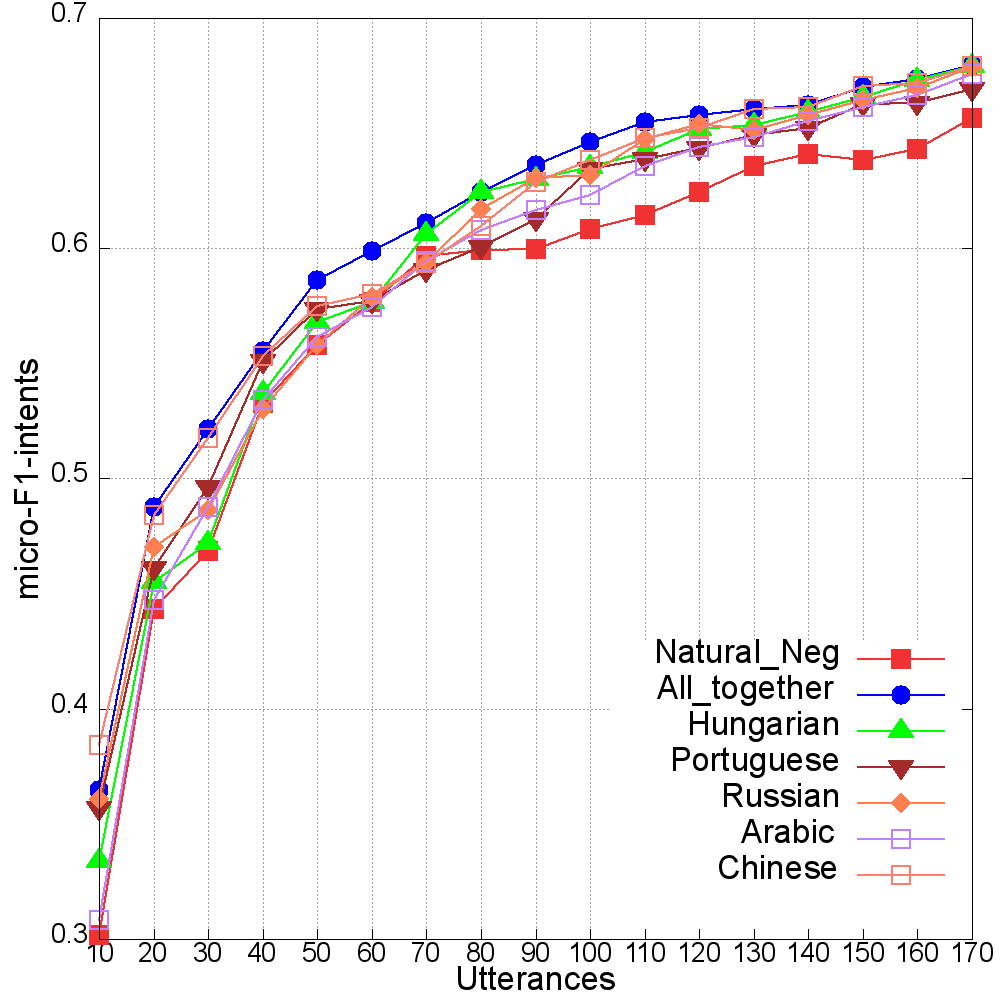 0.7
0.6
0.5
0.4
0.3
micro-F1-intents
Natural_Neg
All_together
Hungarian
Portuguese
Russian
Arabic
Chinese
10 20 30 40 50 60 70 80 90 100 110 120 130 140 150 160 170
Utterances